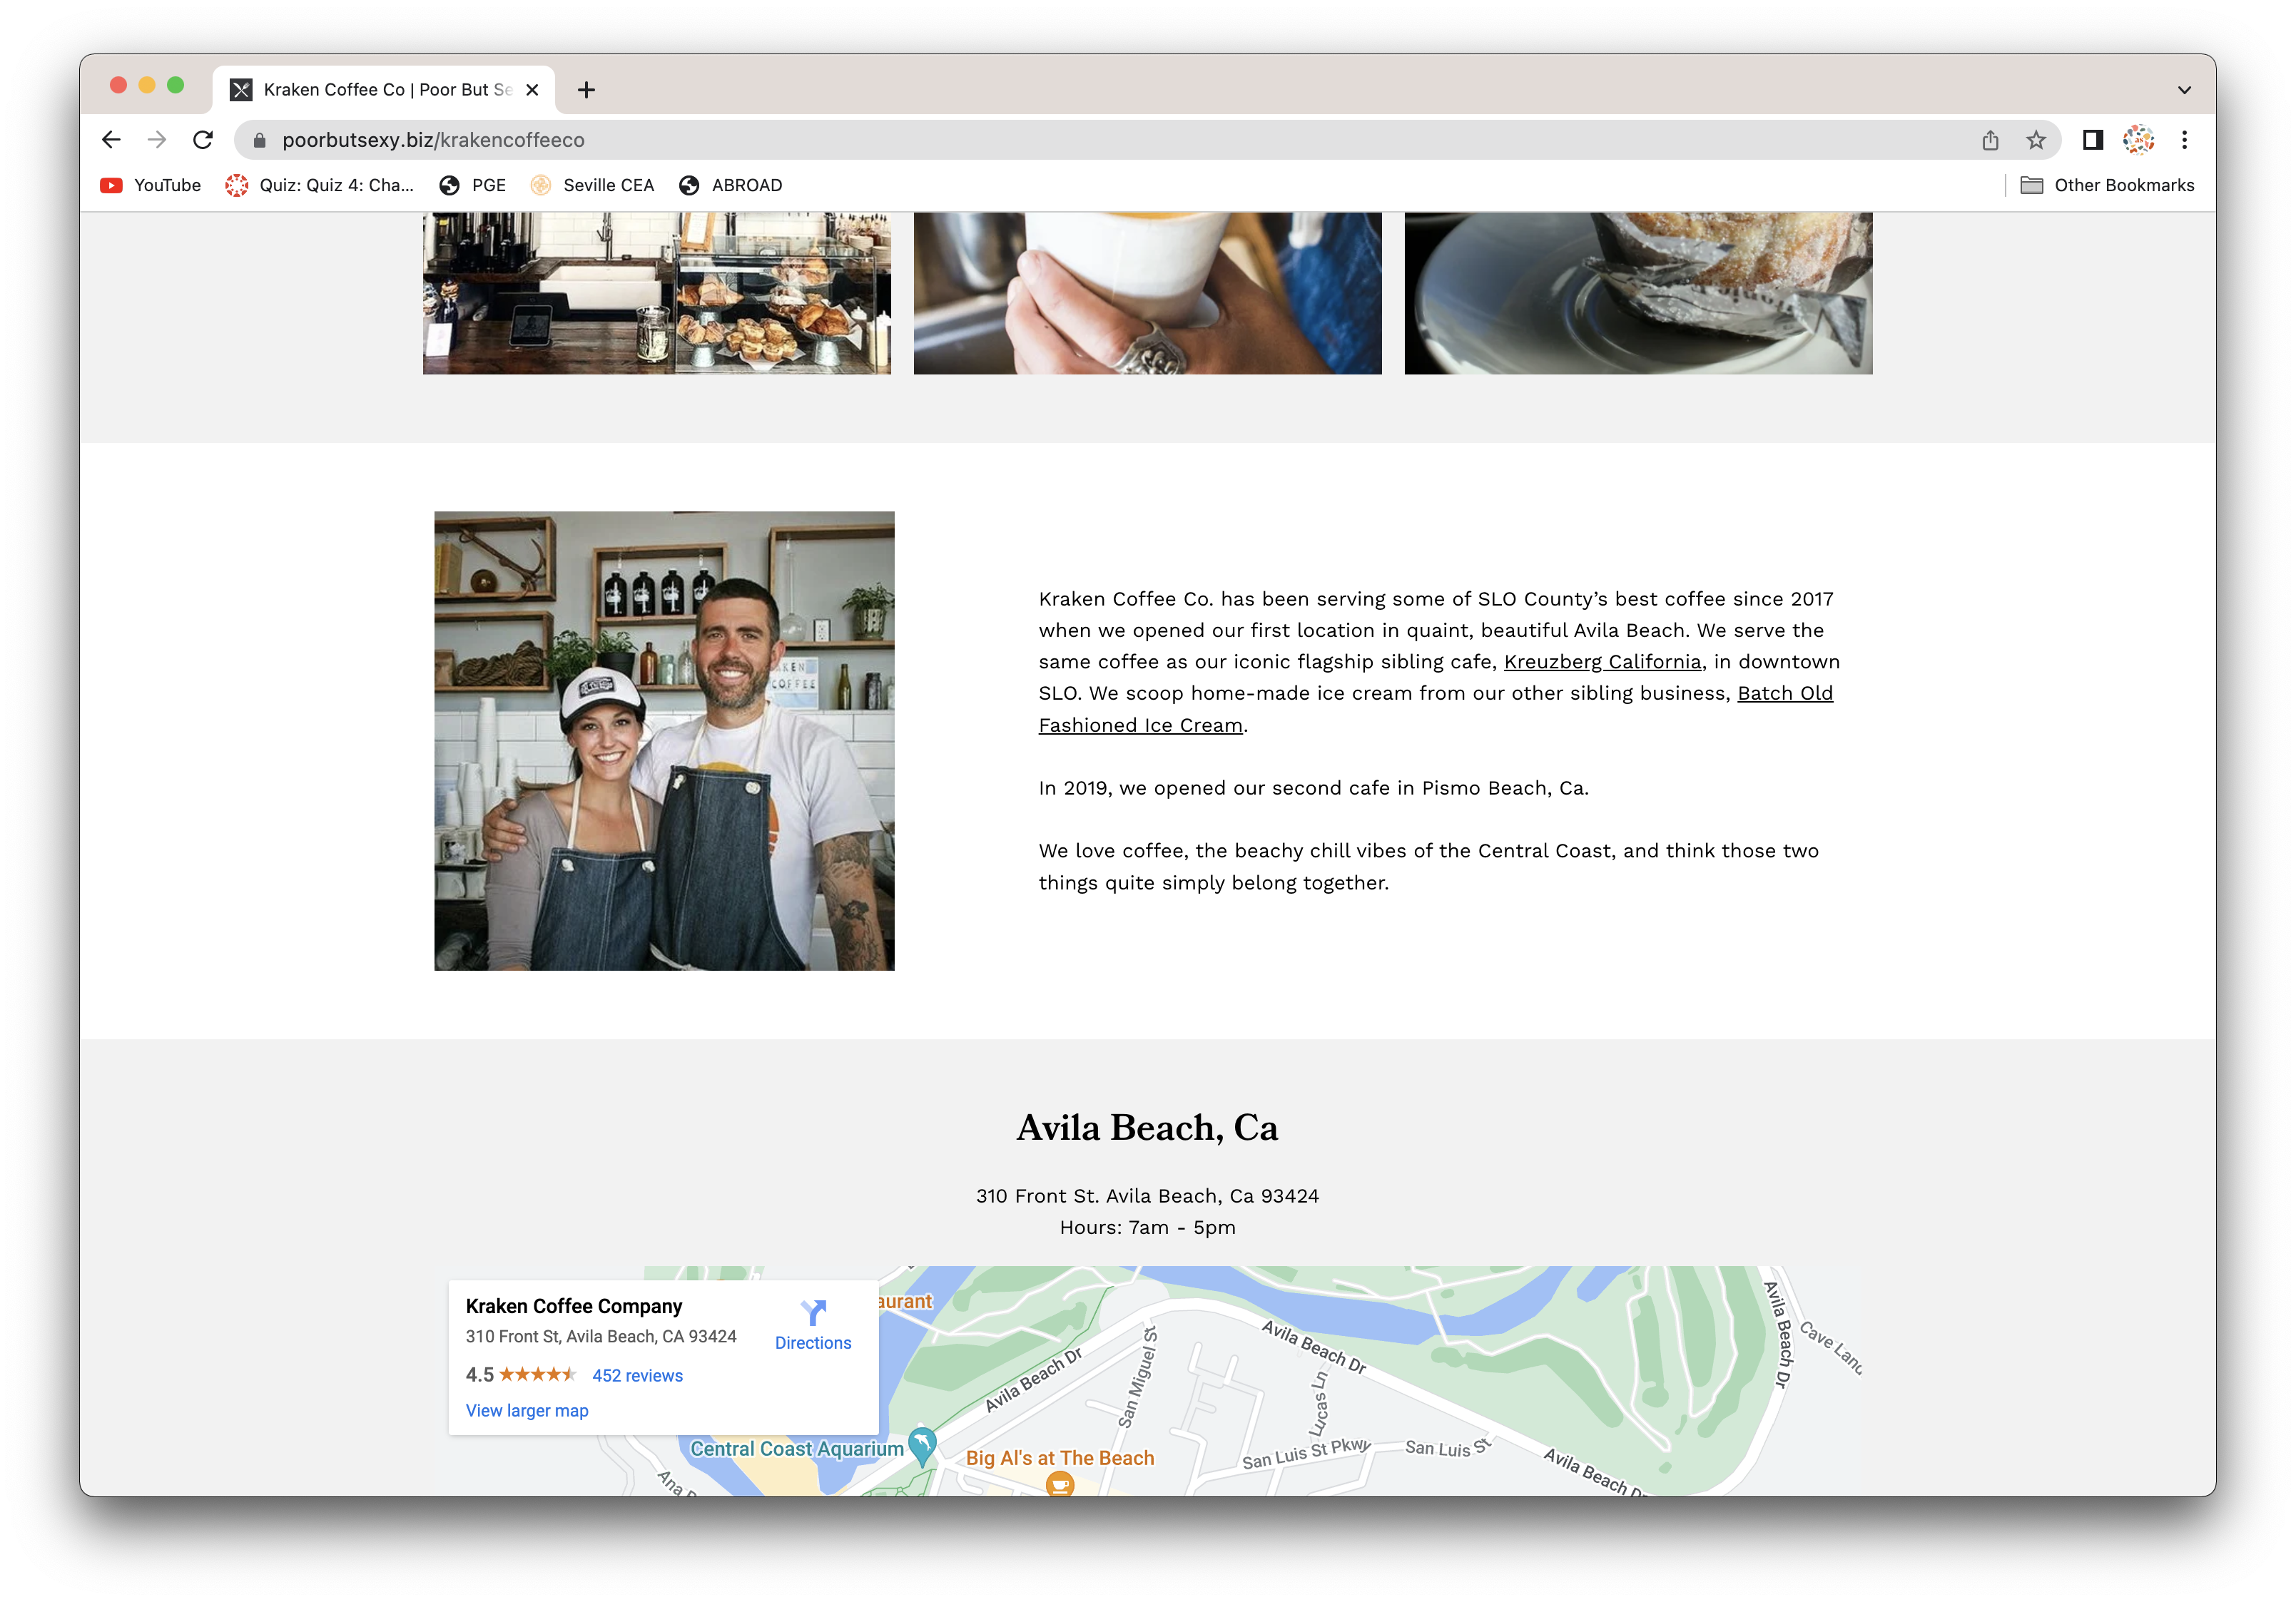 Kraken Coffee Co | Poor But Se
poorbutsexy.biz/krakencoffeeco
YouTube
Quiz: Quiz 4: Cha...
PGE
Seville CEA
ABROAD
Other Bookmarks
Kraken Coffee Co. has been serving some of SLO County’s best coffee since 2017
when we opened our first location in quaint, beautiful Avila Beach. We serve the
same coffee as our iconic flagship sibling cafe, Kreuzberg California, in downtown
SLO. We scoop home-made ice cream from our other sibling business, Batch Old
Fashioned Ice Cream.
In 2019, we opened our second cafe in Pismo Beach, Ca.
We love coffee, the beachy chill vibes of the Central Coast, and think those two
things quite simply belong together.
Avila Beach, Ca
310 Front St. Avila Beach, Ca 93424
Hours: 7am - 5pm
Kraken Coffee Company
310 Front St, Avila Beach, CA 93424
Directions
4.5
452 reviews
View larger map
aurant
Avila Beach Dr
San Miguel St
Avila Beach Dr
Lucas Ln
Avila Beach Dr
Cave Land
Central Coast Aquarium
Big Al's at The Beach
San Luis St Pkwy
San Luis St
Avila Beach Dr
Ana